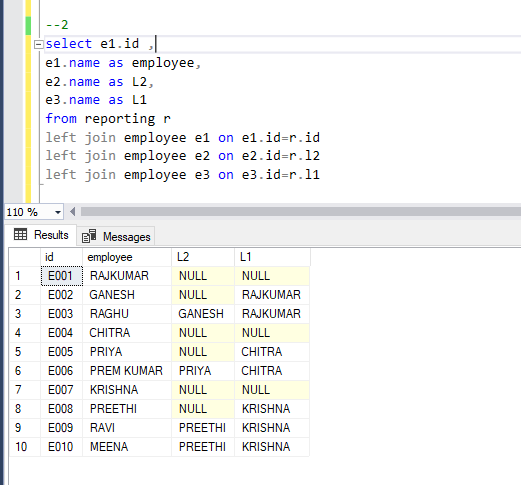 --2
select e1.id ,
e1.name as employee,
e2.name as L2,
e3.name as L1
from reporting r
left join employee e1 on e1.id=r.id
left join employee e2 on e2.id=r.l2
left join employee e3 on e3.id=r.l1
110 %
Results Messages
id employee L2 L1
1 E001 RAJKUMAR NULL NULL
2 E002 GANESH NULL RAJKUMAR
3 E003 RAGHU GANESH RAJKUMAR
4 E004 CHITRA NULL NULL
5 E005 PRIYA NULL CHITRA
6 E006 PREM KUMAR PRIYA CHITRA
7 E007 KRISHNA NULL NULL
8 E008 PREETHI NULL KRISHNA
9 E009 RAVI PREETHI KRISHNA
10 E010 MEENA PREETHI KRISHNA